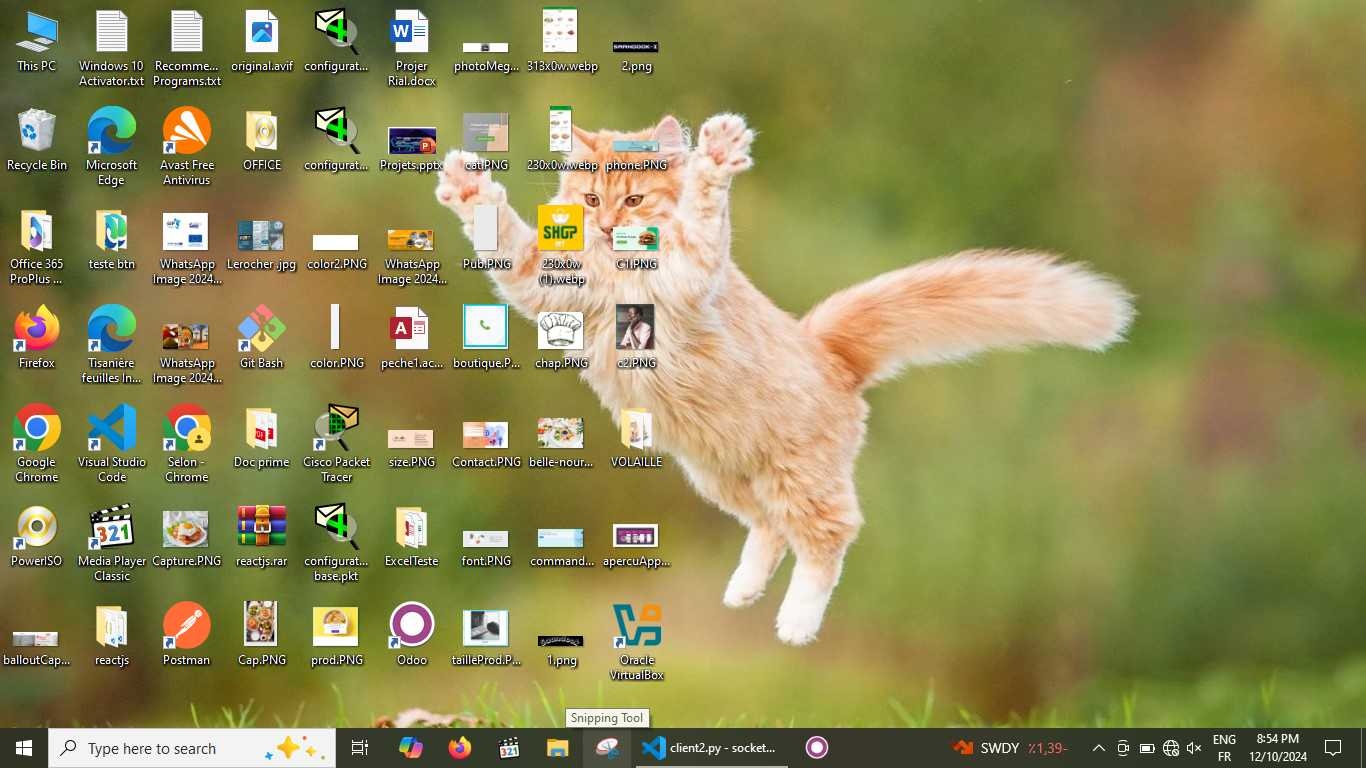 This PC
Windows 10
Activator.txt
Recomme...
Programs.txt
original.avif
configurat...
Projer
Rial.docx
photoMeg...
313x0w.webp
2.png
Recycle Bin
Microsoft
Edge
Avast Free
Antivirus
OFFICE
configurat...
Projets.pptx
cat.PNG
230x0w.webp
phone.PNG
Office 365
ProPlus ...
teste btn
WhatsApp
Image 2024...
Lerocher .jpg
color2.PNG
WhatsApp
Image 2024...
Pub.PNG
SHOP
230x0w
(1).webp
C1.PNG
Firefox
Tisanière
feuilles In...
WhatsApp
Image 2024...
Git Bash
color.PNG
peche1.ac...
boutique.P...
chap.PNG
c2.PNG
Google
Chrome
Visual Studio
Code
Selon -
Chrome
Doc prime
Cisco Packet
Tracer
size.PNG
Contact.PNG
belle-nour...
VOLAILLE
PowerISO
321
Media Player
Classic
Capture.PNG
reactjs.rar
configurat...
base.pkt
ExcelTeste
font.PNG
command...
apercuApp...
balloutCap...
reactjs
Postman
Cap.PNG
prod.PNG
Odoo
tailleProd.P...
1.png
Oracle
VirtualBox
Snipping Tool
Type here to search
321
client2.py - socket...
SWDY
٪1,39-
ENG
FR
8:54 PM
12/10/2024